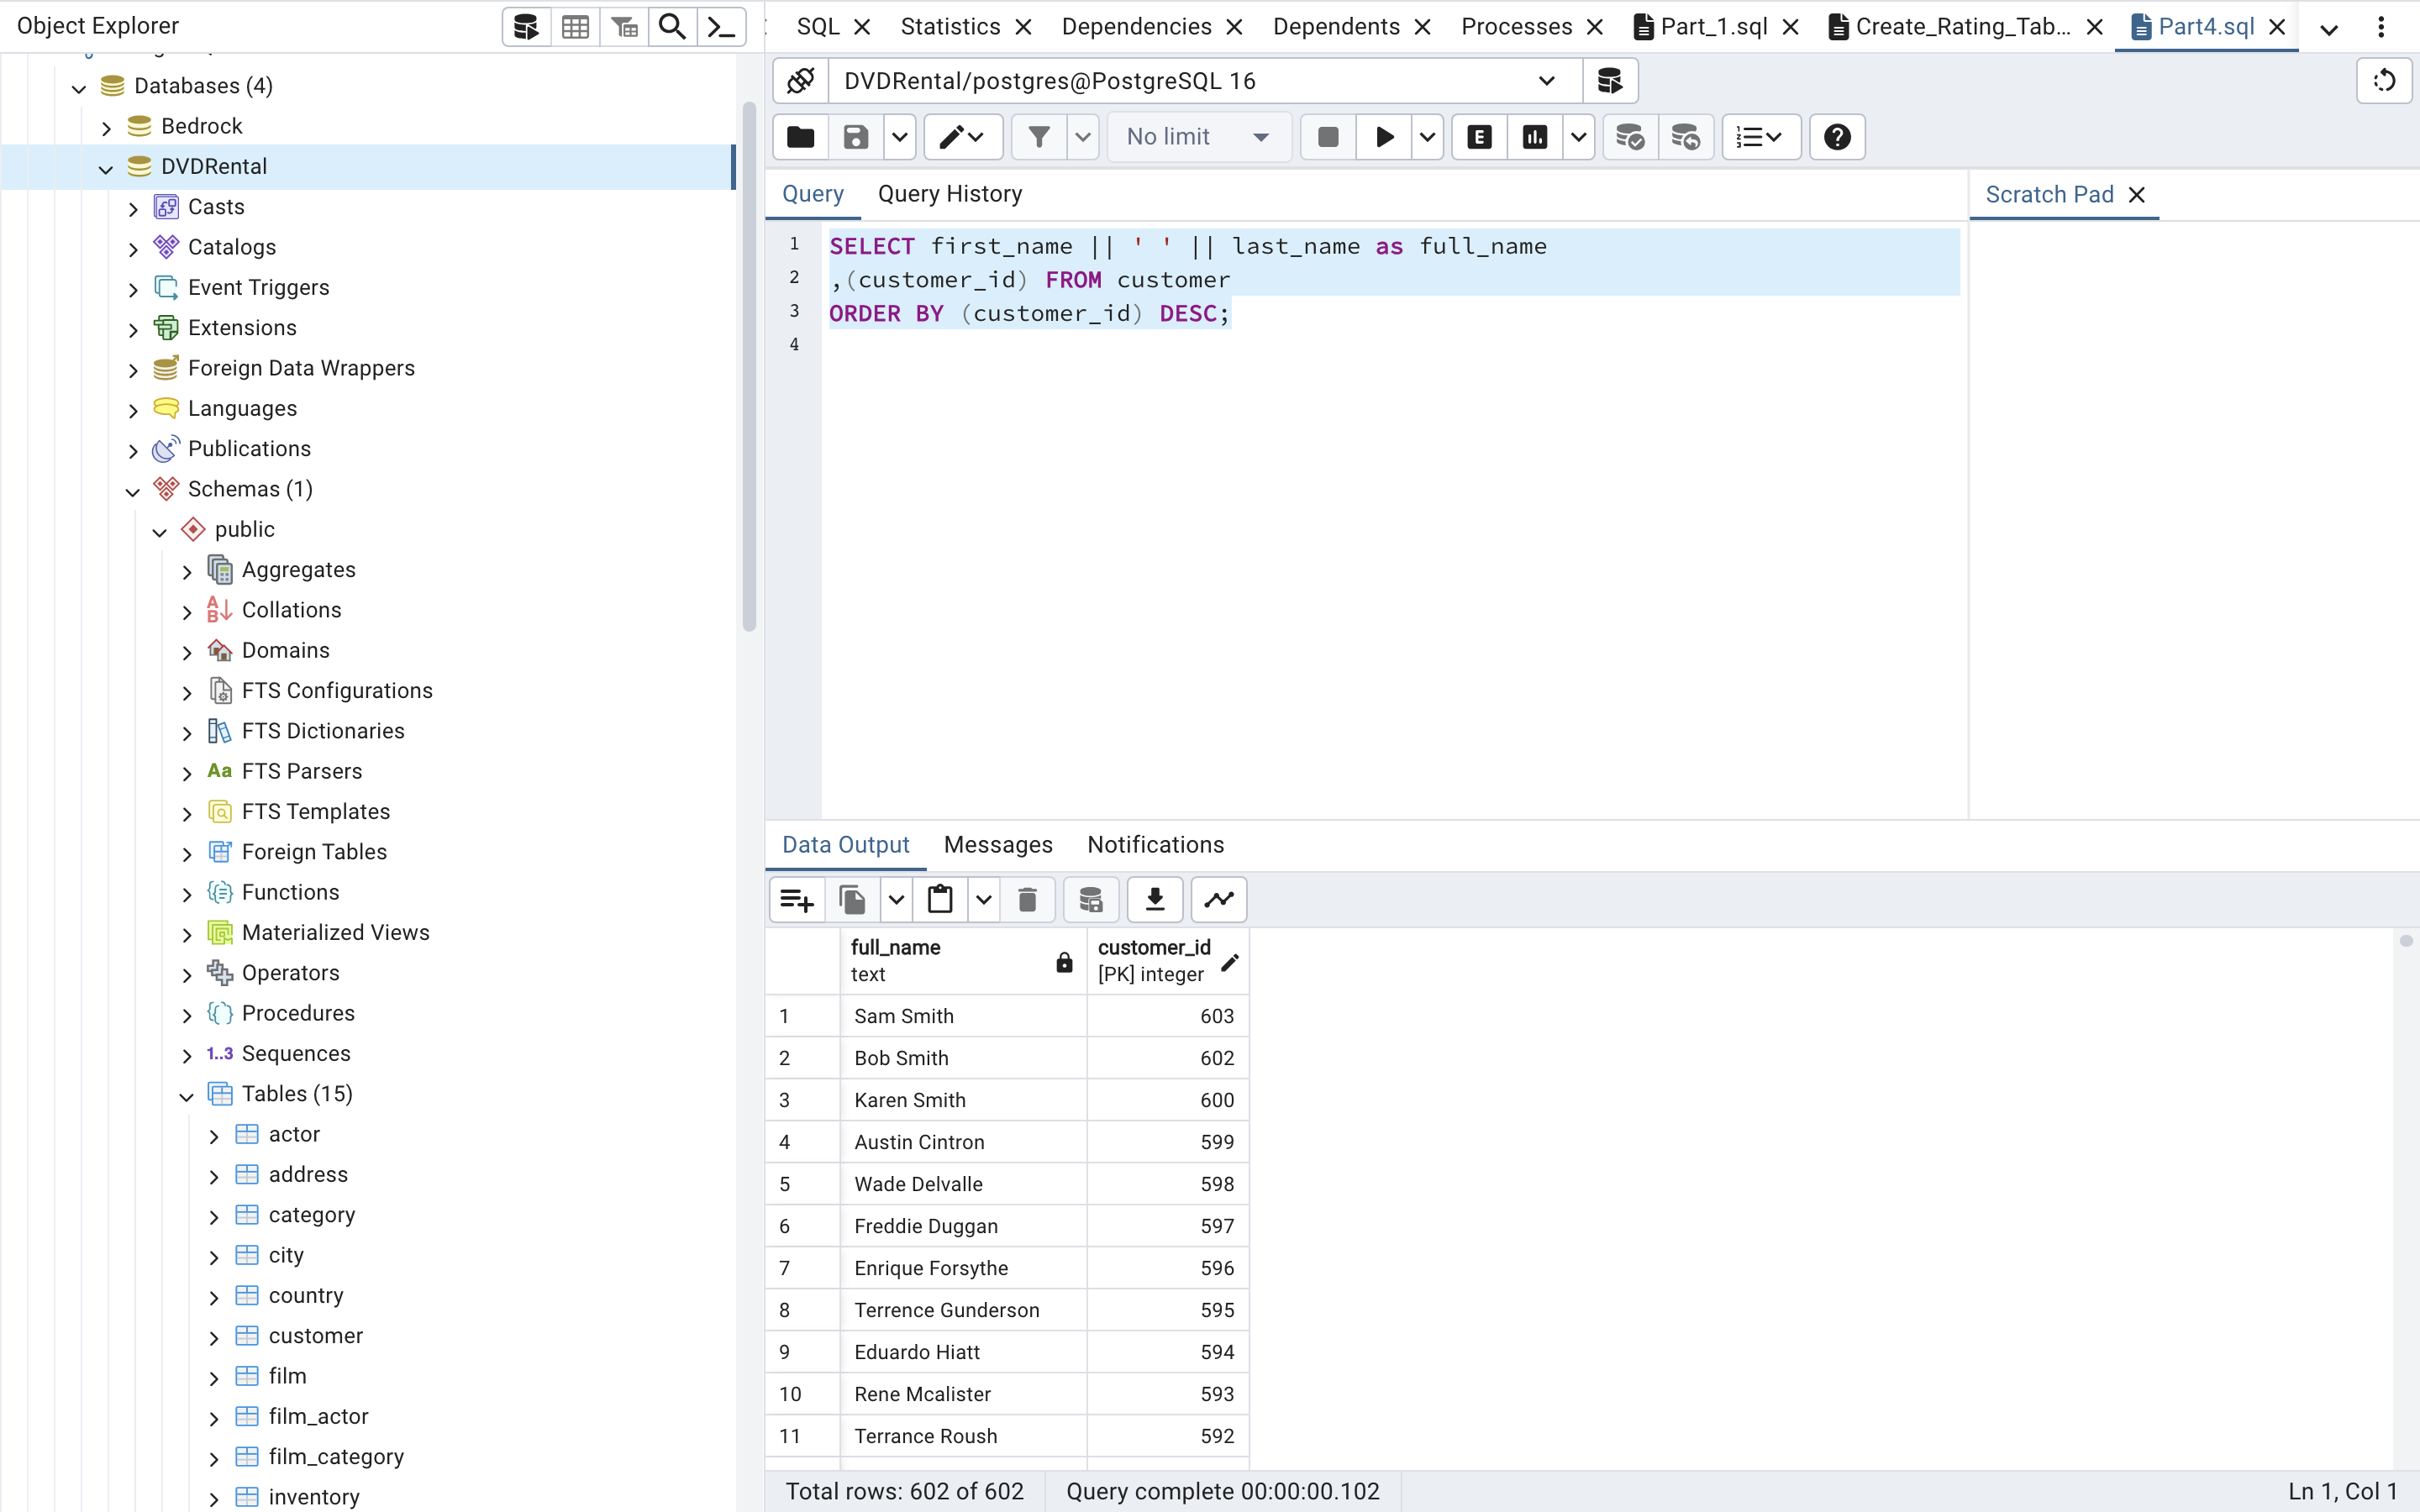 Object Explorer
Databases (4)
Bedrock
DVDRental
Casts
Catalogs
Event Triggers
Extensions
Foreign Data Wrappers
Languages
Publications
Schemas (1)
public
Aggregates
Collations
Domains
FTS Configurations
FTS Dictionaries
Aa FTS Parsers
FTS Templates
Foreign Tables
Functions
Materialized Views
Operators
Procedures
1..3 Sequences
Tables (15)
actor
address
category
city
country
customer
film
film_actor
film_category
inventory
SQL Statistics Dependencies Dependents Processes Part_1.sql Create_Rating_Tab... Part4.sql
DVDRental/postgres@PostgreSQL 16
No limit
E
Query Query History
Scratch Pad
1 SELECT first_name || ' ' || last_name as full_name
2 ,(customer_id) FROM customer
3 ORDER BY (customer_id) DESC;
4
Data Output Messages Notifications
full_name customer_id
text [PK] integer
1 Sam Smith 603
2 Bob Smith 602
3 Karen Smith 600
4 Austin Cintron 599
5 Wade Delvalle 598
6 Freddie Duggan 597
7 Enrique Forsythe 596
8 Terrence Gunderson 595
9 Eduardo Hiatt 594
10 Rene Mcalister 593
11 Terrance Roush 592
Total rows: 602 of 602 Query complete 00:00:00.102 Ln 1, Col 1